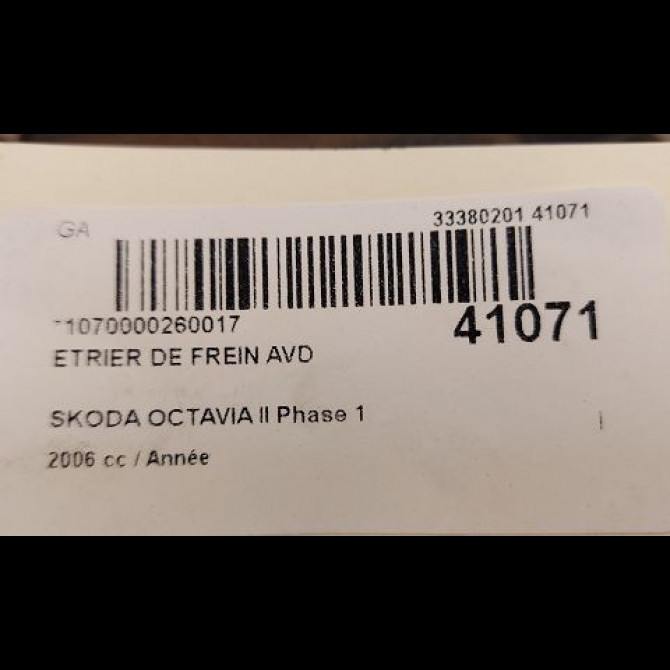 GA
33380201 41071
1070000260017
41071
ETRIER DE FREIN AVD
SKODA OCTAVIA II Phase 1
2006 cc / Année